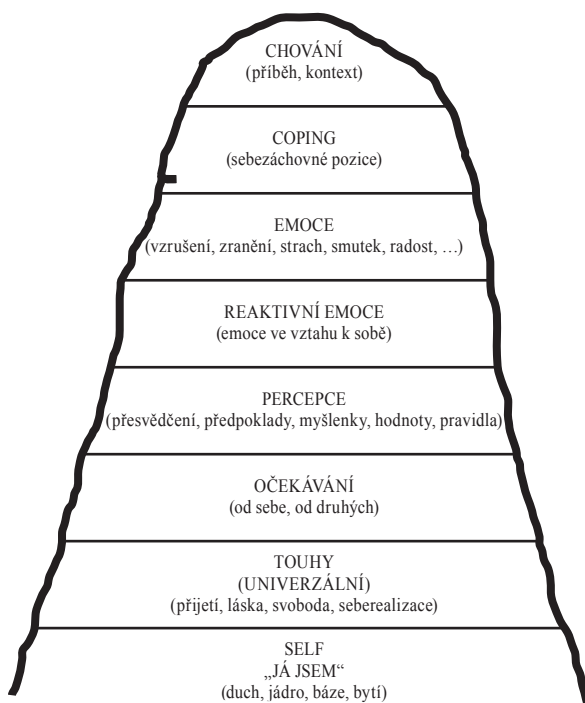 CHOVÁNÍ
(příběh, kontext)
COPING
(sebezáchovné pozice)
EMOCE
(vzrušení, zranění, strach, smutek, radost, …)
REAKTIVNÍ EMOCE
(emoce ve vztahu k sobě)
PERCEPCE
(přesvědčení, předpoklady, myšlenky, hodnoty, pravidla)
OČEKÁVÁNÍ
(od sebe, od druhých)
TOUHY
(UNIVERZÁLNÍ)
(přijetí, láska, svoboda, seberealizace)
SELF
„JÁ JSEM“
(duch, jádro, báze, bytí)